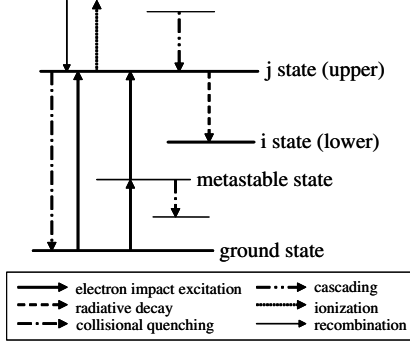 j state (upper)
i state (lower)
metastable state
ground state
electron impact excitation
cascading
radiative decay
ionization
collisional quenching
recombination